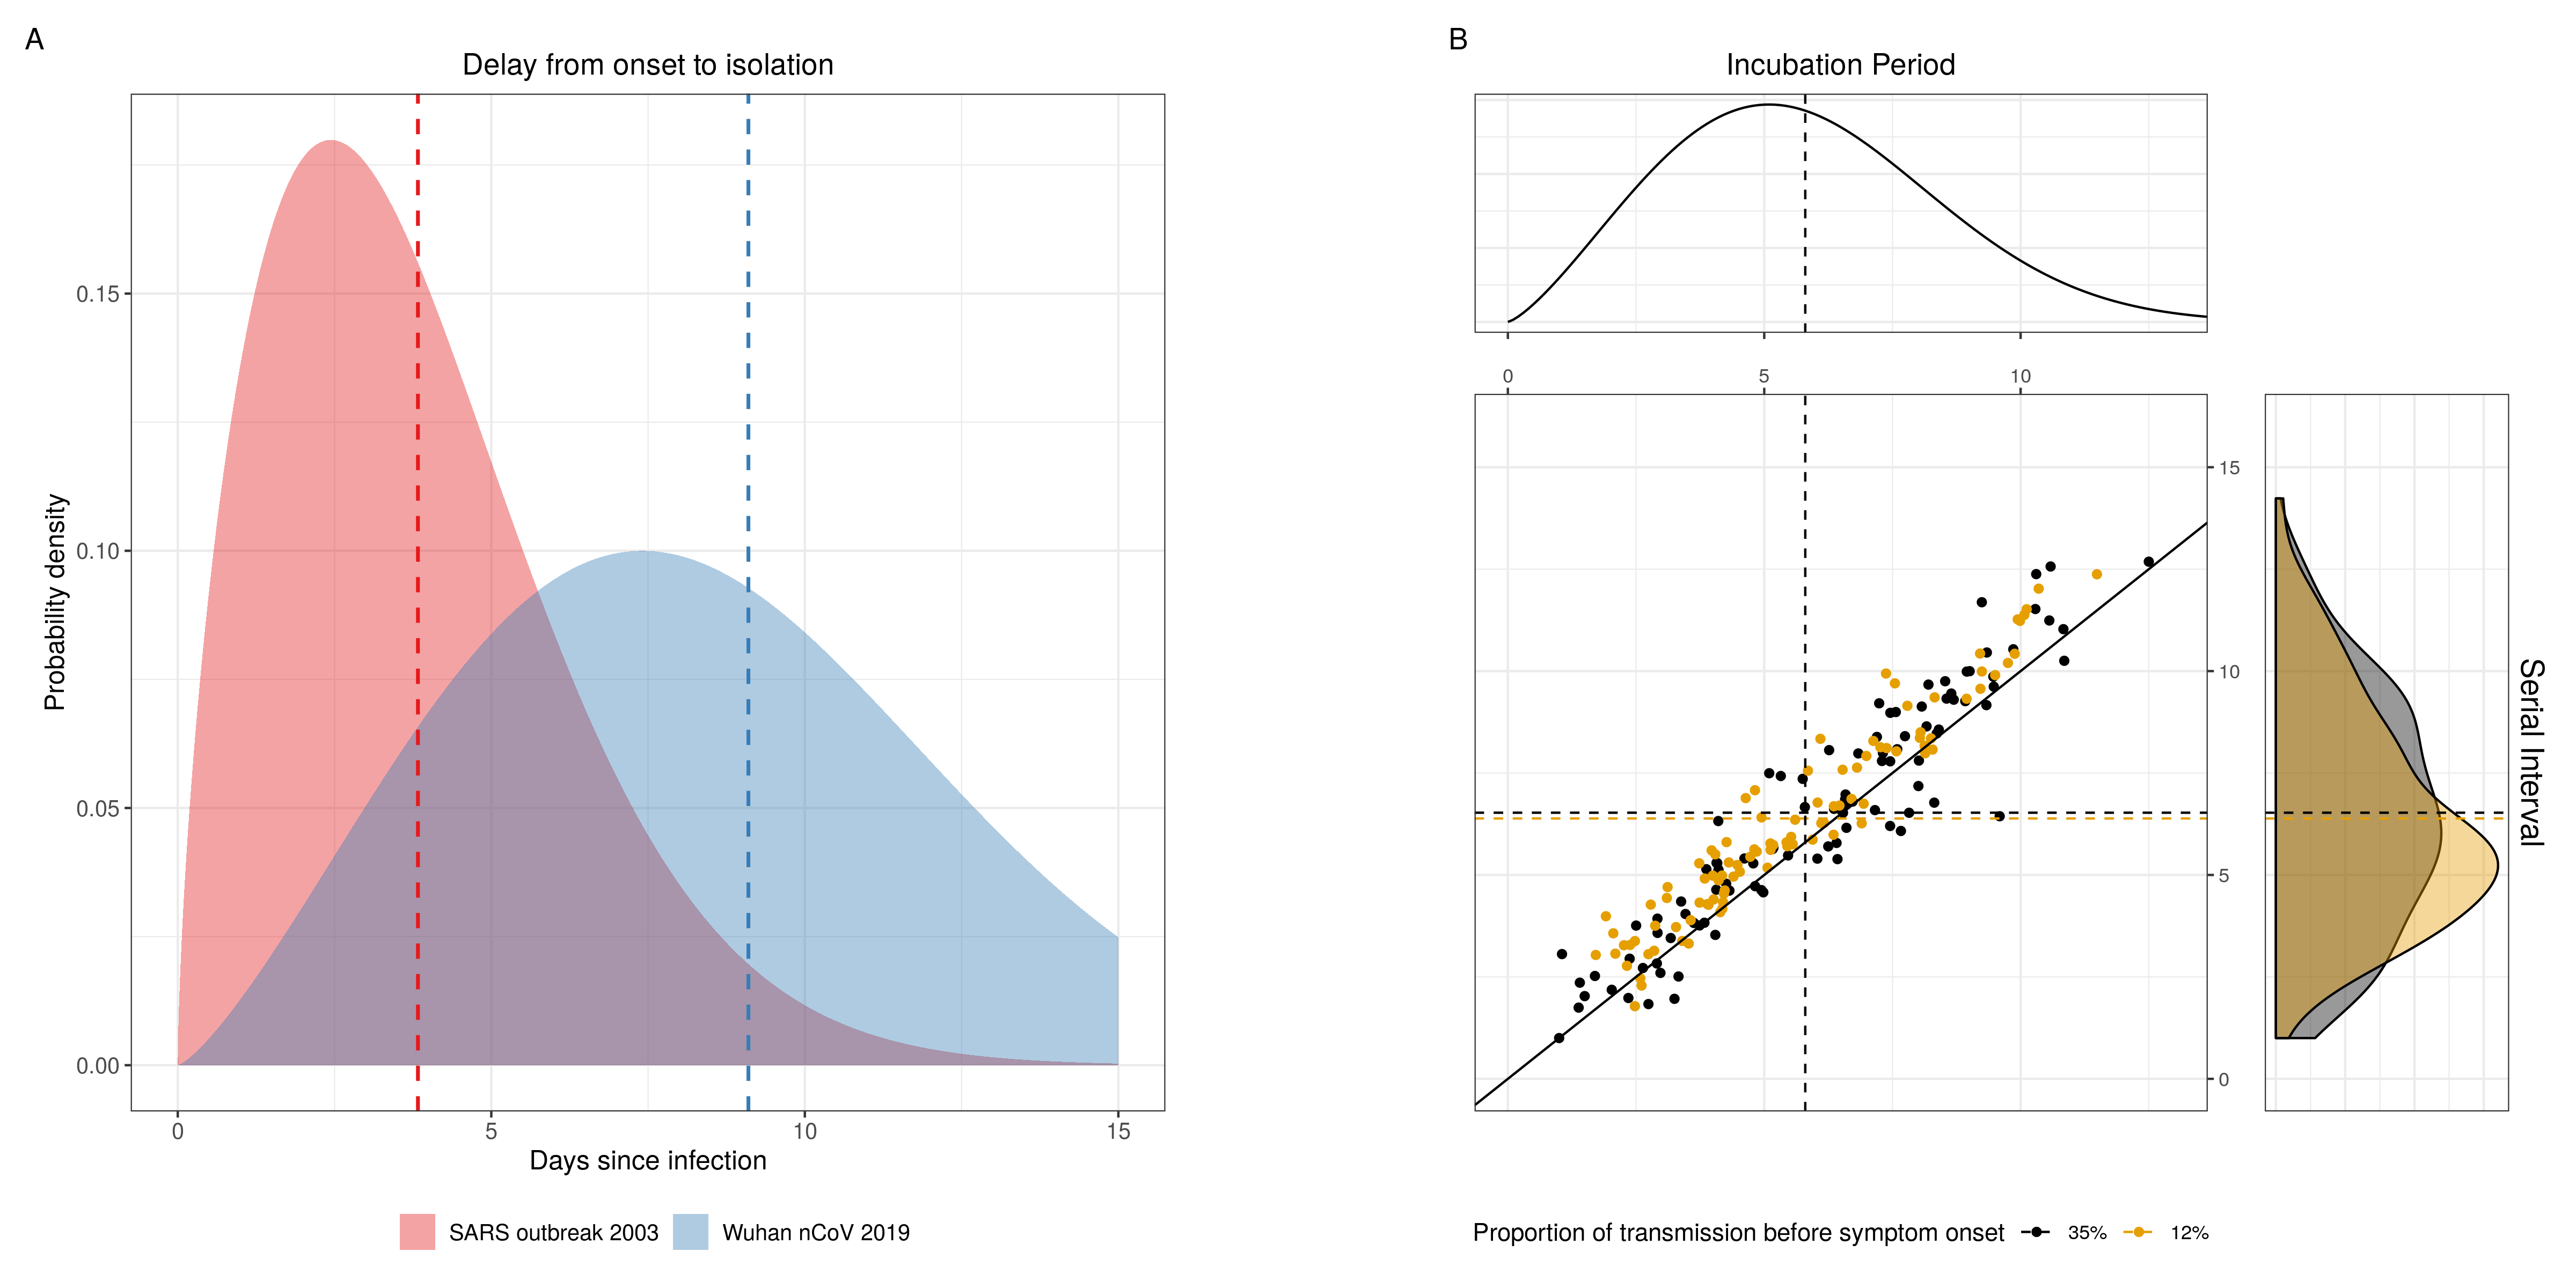 A
Delay from onset to isolation
Probability density
0.15
0.10
0.05
0.00
0 5 10 15
Days since infection
SARS outbreak 2003 Wuhan nCoV 2019
B
Incubation Period
0 5 10
15
10
5
0
Serial Interval
Proportion of transmission before symptom onset 35% 12%